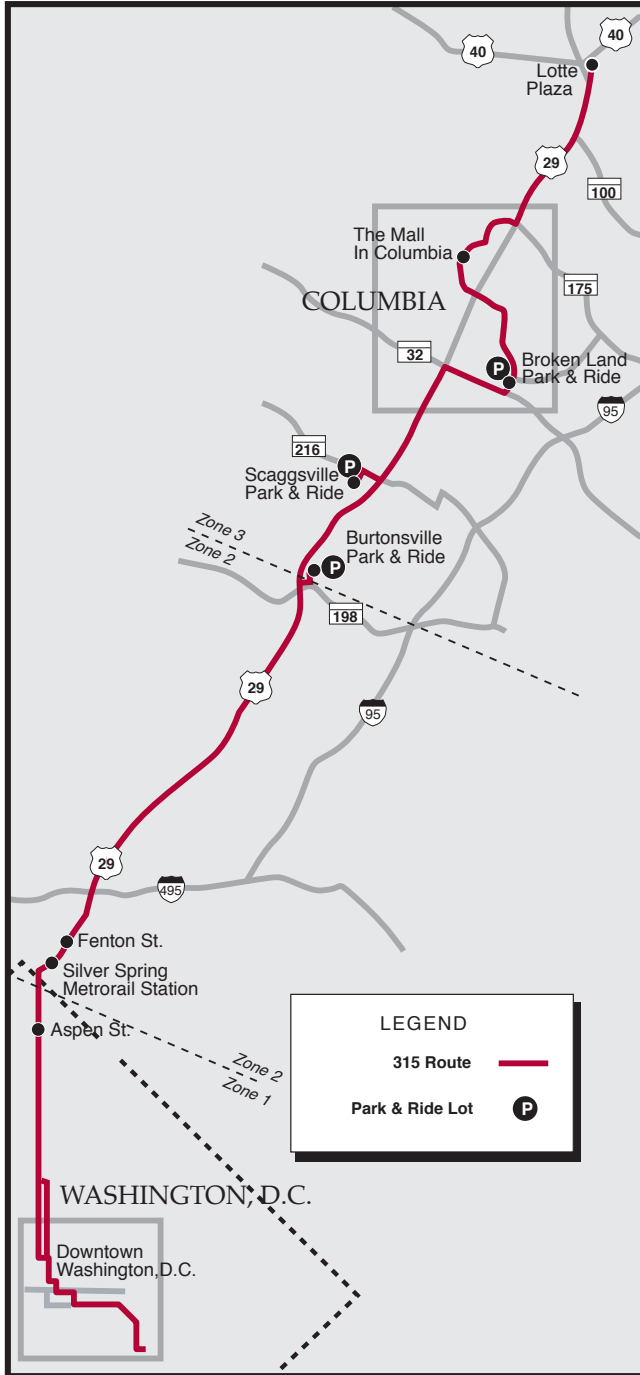 40
40
Lotte
Plaza
29
100
The Mall
In Columbia
175
COLUMBIA
32
Broken Land
Park & Ride
P
95
216
P
Scaggsville
Park & Ride
Zone 3
Zone 2
Burtonsville
Park & Ride
P
198
29
95
29
495
Fenton St.
Silver Spring
Metrorail Station
Aspen St.
Zone 2
Zone 1
LEGEND
315 Route
Park & Ride Lot
P
WASHINGTON, D.C.
Downtown
Washington,D.C.